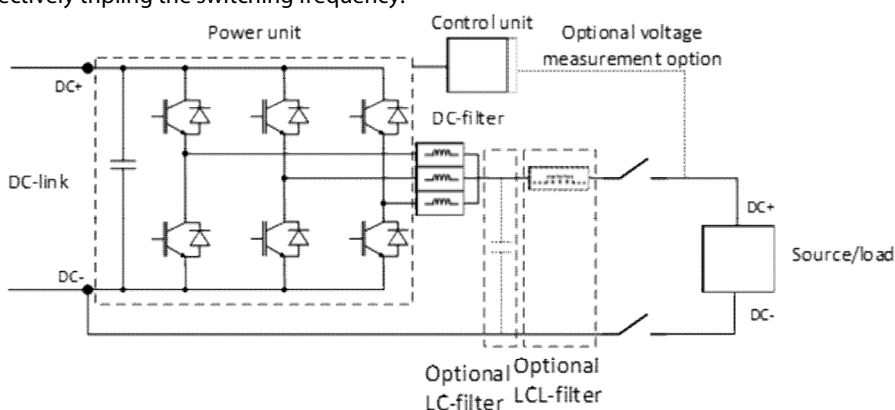 ectively tripling the switching frequency.
Power unit
Control unit
Optional voltage
measurement option
DC+
DC-filter
DC-link
DC+
Source/load
DC-
DC-
Optional
LC-filter
Optional
LCL-filter